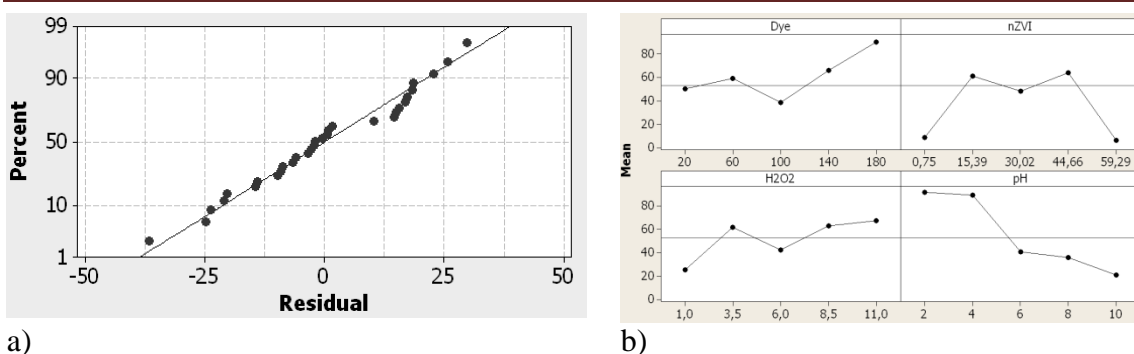 99
90
50
10
1
Percent
-50 -25 0 25 50
Residual
a)
Dye nZVI
80
60
40
20
0
20 60 100 140 180 0,75 15,39 30,02 44,66 59,29
Mean
H2O2 pH
80
60
40
20
0
1,0 3,5 6,0 8,5 11,0 2 4 6 8 10
b)